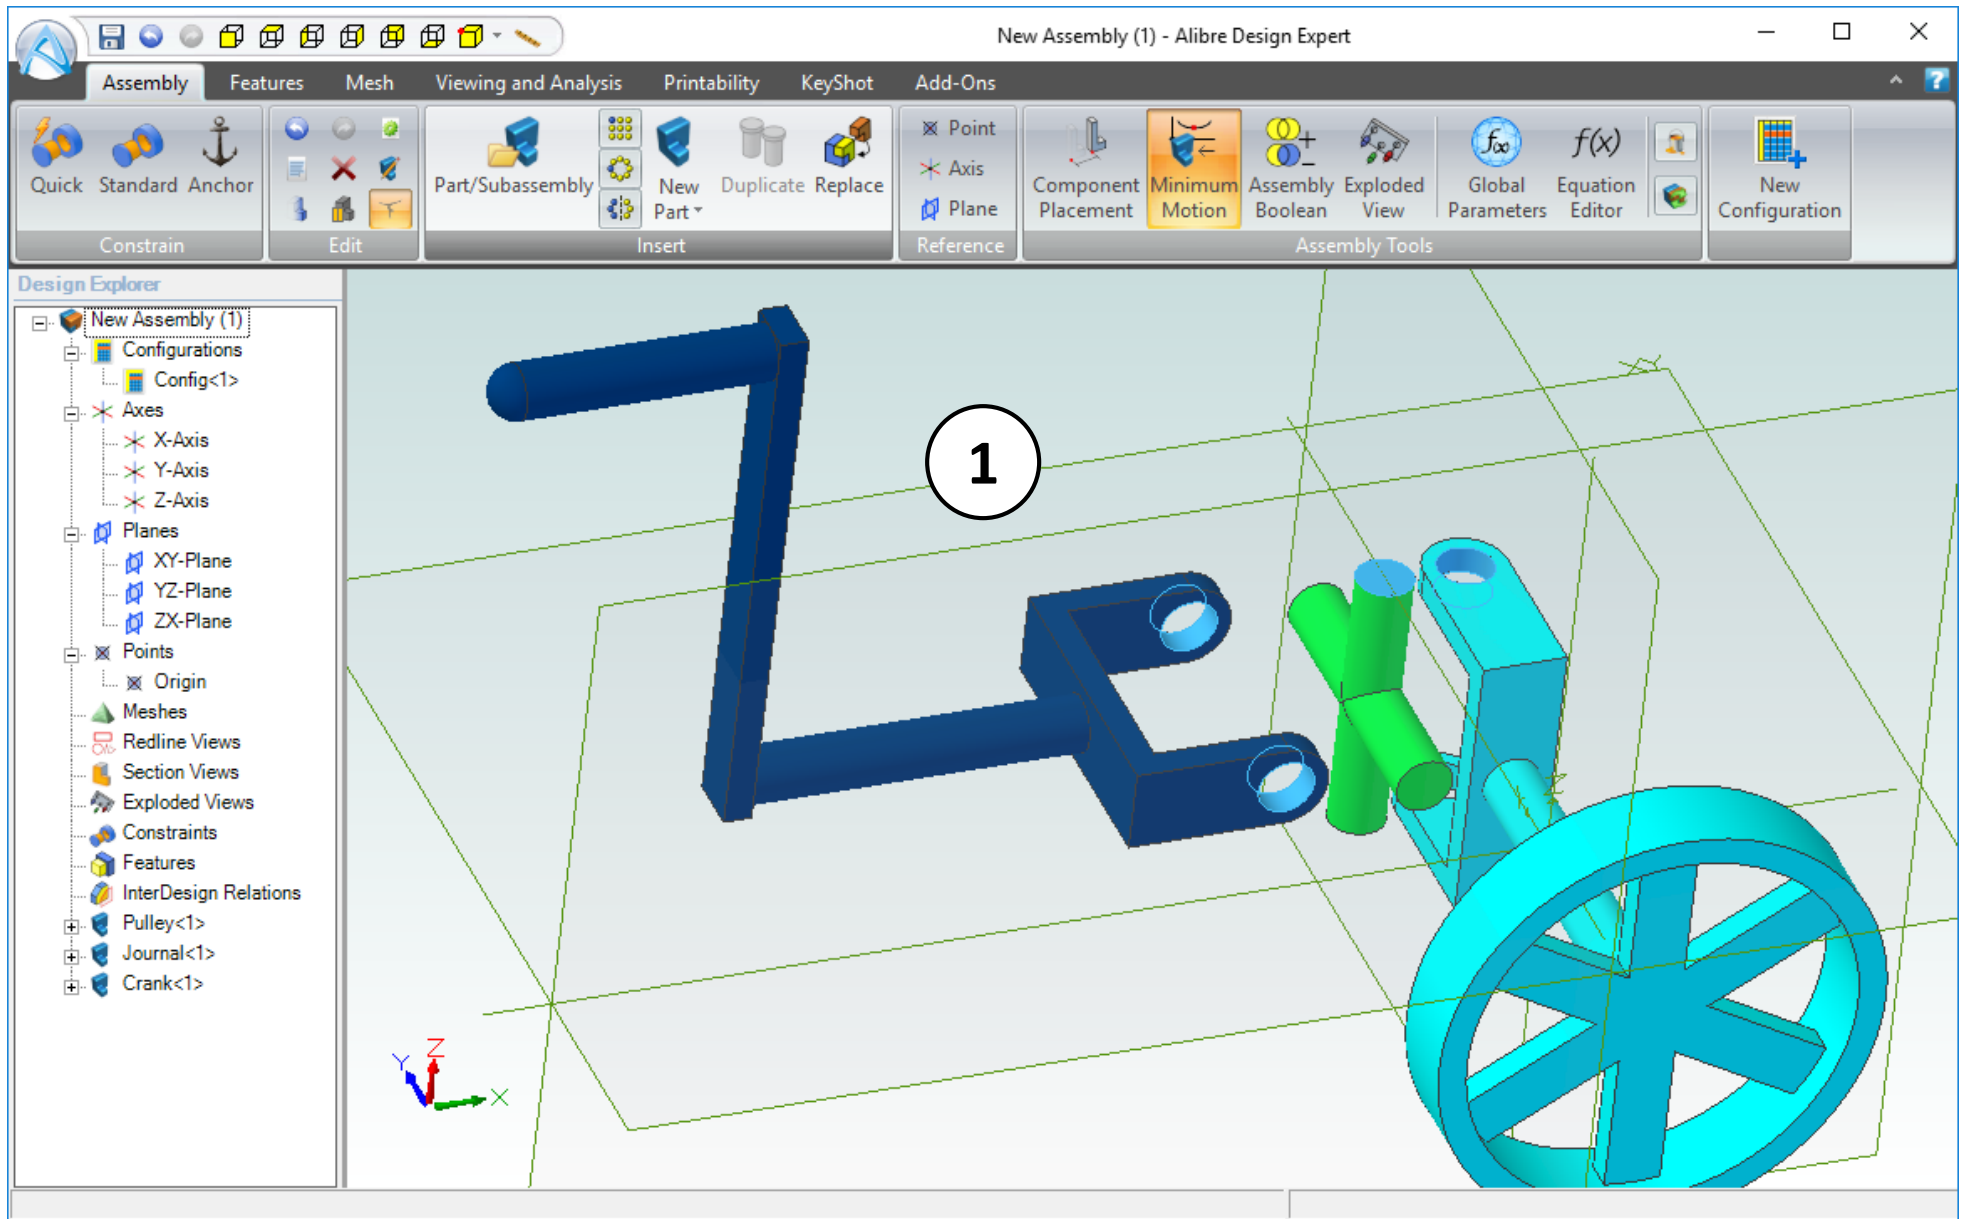 New Assembly (1) - Alibre Design Expert
Assembly Features Mesh Viewing and Analysis Printability KeyShot Add-Ons
?
Quick Standard Anchor
Constrain
Edit
Part/Subassembly
New Part
Duplicate
Replace
Insert
Point
Axis
Plane
Reference
Component Placement
Minimum Motion
Assembly Boolean
Exploded View
f∞
Global Parameters
f(x)
Equation Editor
Assembly Tools
New Configuration
Design Explorer
New Assembly (1)
Configurations
Config<1>
Axes
X-Axis
Y-Axis
Z-Axis
Planes
XY-Plane
YZ-Plane
ZX-Plane
Points
Origin
Meshes
Redline Views
Section Views
Exploded Views
Constraints
Features
InterDesign Relations
Pulley<1>
Journal<1>
Crank<1>
1
Z
Y
X